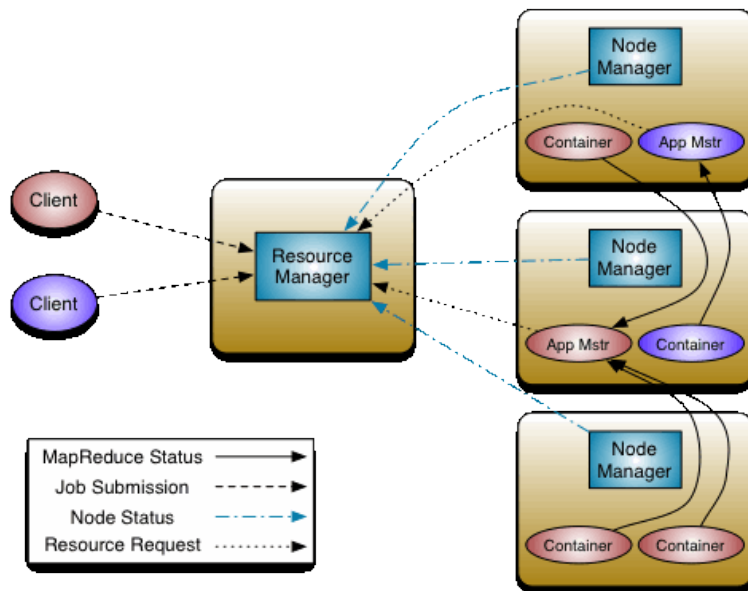 Node
Manager
Container
App Mstr
Client
Client
Resource
Manager
Node
Manager
App Mstr
Container
Node
Manager
Container
Container
MapReduce Status
Job Submission
Node Status
Resource Request